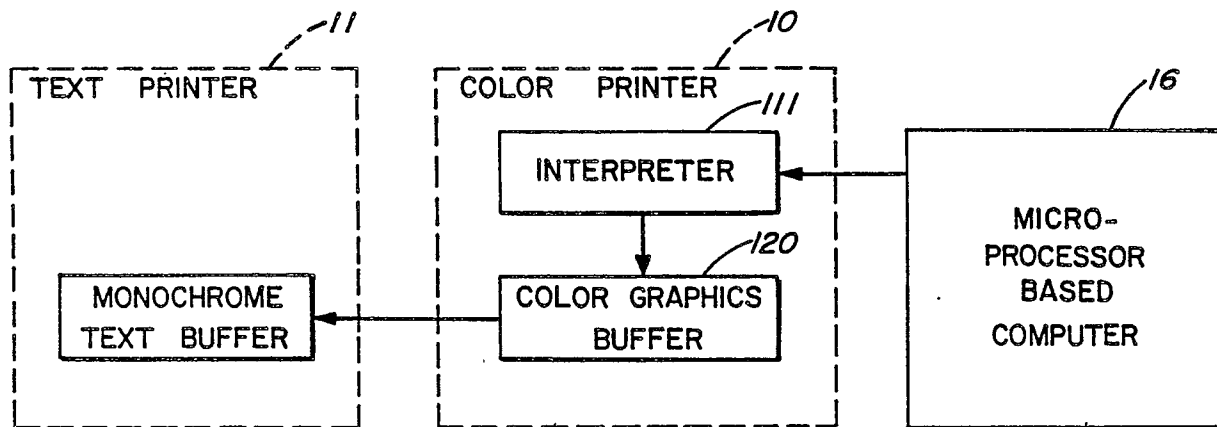 11
10
TEXT PRINTER
COLOR PRINTER
111
16
INTERPRETER
MICRO-
PROCESSOR
BASED
COMPUTER
120
MONOCHROME
TEXT BUFFER
COLOR GRAPHICS
BUFFER